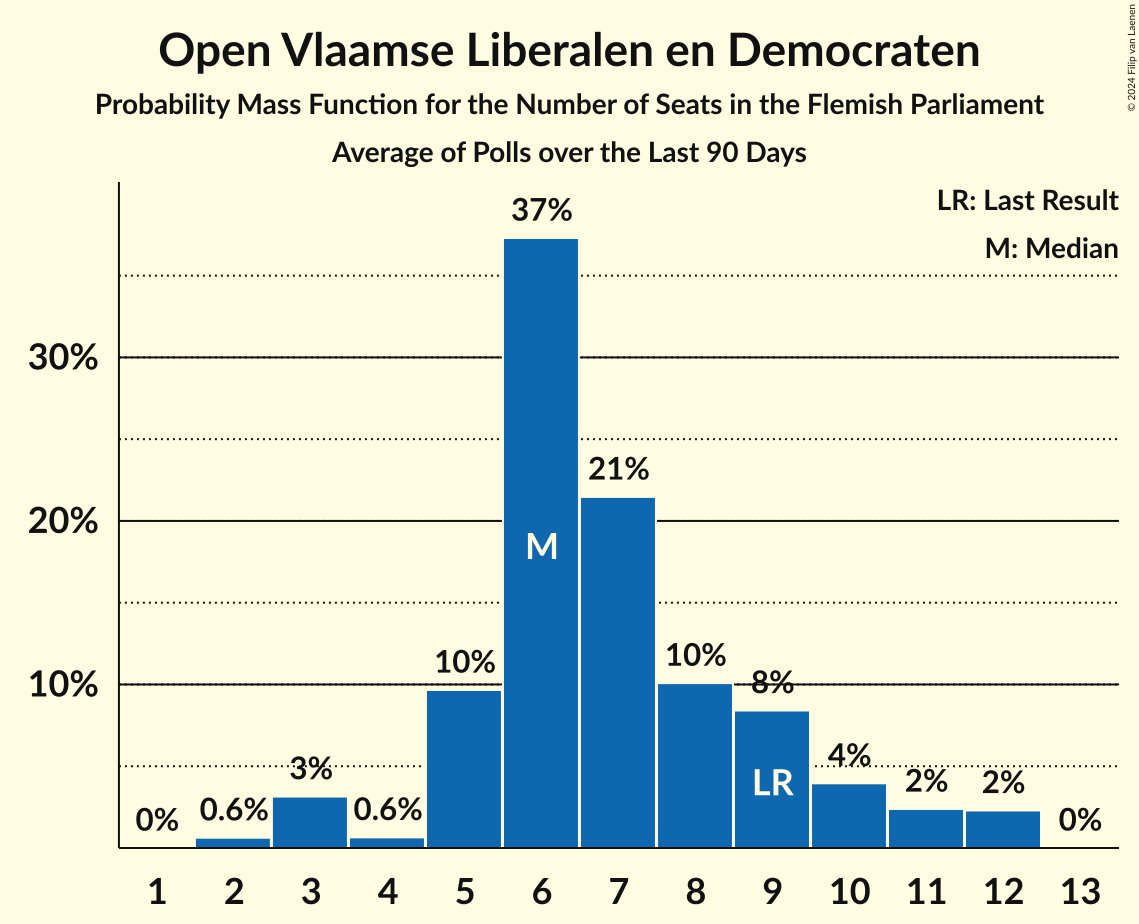 Open Vlaamse Liberalen en Democraten
Probability Mass Function for the Number of Seats in the Flemish Parliament
Average of Polls over the Last 90 Days
© 2024 Filip van Laenen
LR: Last Result
M: Median
37%
30%
21%
20%
M
10%
10%
10%
8%
3%
0.6%
0.6%
0%
LR
4%
2%
2%
0%
1 2 3 4 5 6 7 8 9 10 11 12 13